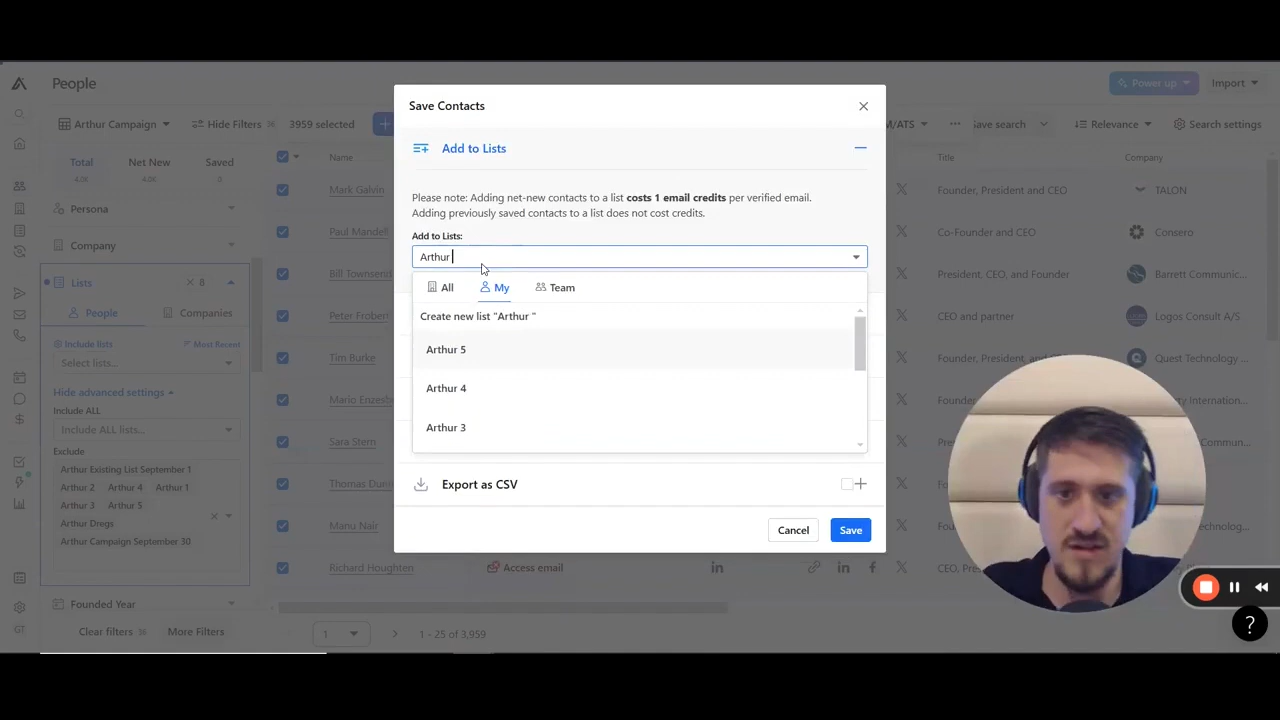 People
Power up
Import
Arthur Campaign
Hide Filters
3959 selected
M/ATS
Save search
Relevance
Search settings
Total
Net New
Saved
Name
Title
Company
Persona
Company
Lists
8
People
Companies
Include lists
Most Recent
Select lists...
Hide advanced settings
Include ALL
Include ALL lists...
Exclude
Arthur Existing List September 1
Arthur 2
Arthur 4
Arthur 1
Arthur 3
Arthur 5
Arthur Dregs
Arthur Campaign September 30
Founded Year
Clear filters
More Filters
Mark Galvin
Founder, President and CEO
TALON
Paul Mandell
Co-Founder and CEO
Consero
Bill Townsend
President, CEO, and Founder
Barrett Communic...
Peter Froberg
CEO and partner
Logos Consult A/S
Tim Burke
Founder, President, and
Quest Technology
Sara Stern
Commun...
Manu Nair
Richard Houghten
Access email
CEO, Pres
1
1 - 25 of 3,959
Save Contacts
Add to Lists
Please note: Adding net-new contacts to a list costs 1 email credits per verified email.
Adding previously saved contacts to a list does not cost credits.
Add to Lists:
Arthur
All
My
Team
Create new list "Arthur "
Arthur 5
Arthur 4
Arthur 3
Export as CSV
Cancel
Save
GT
?